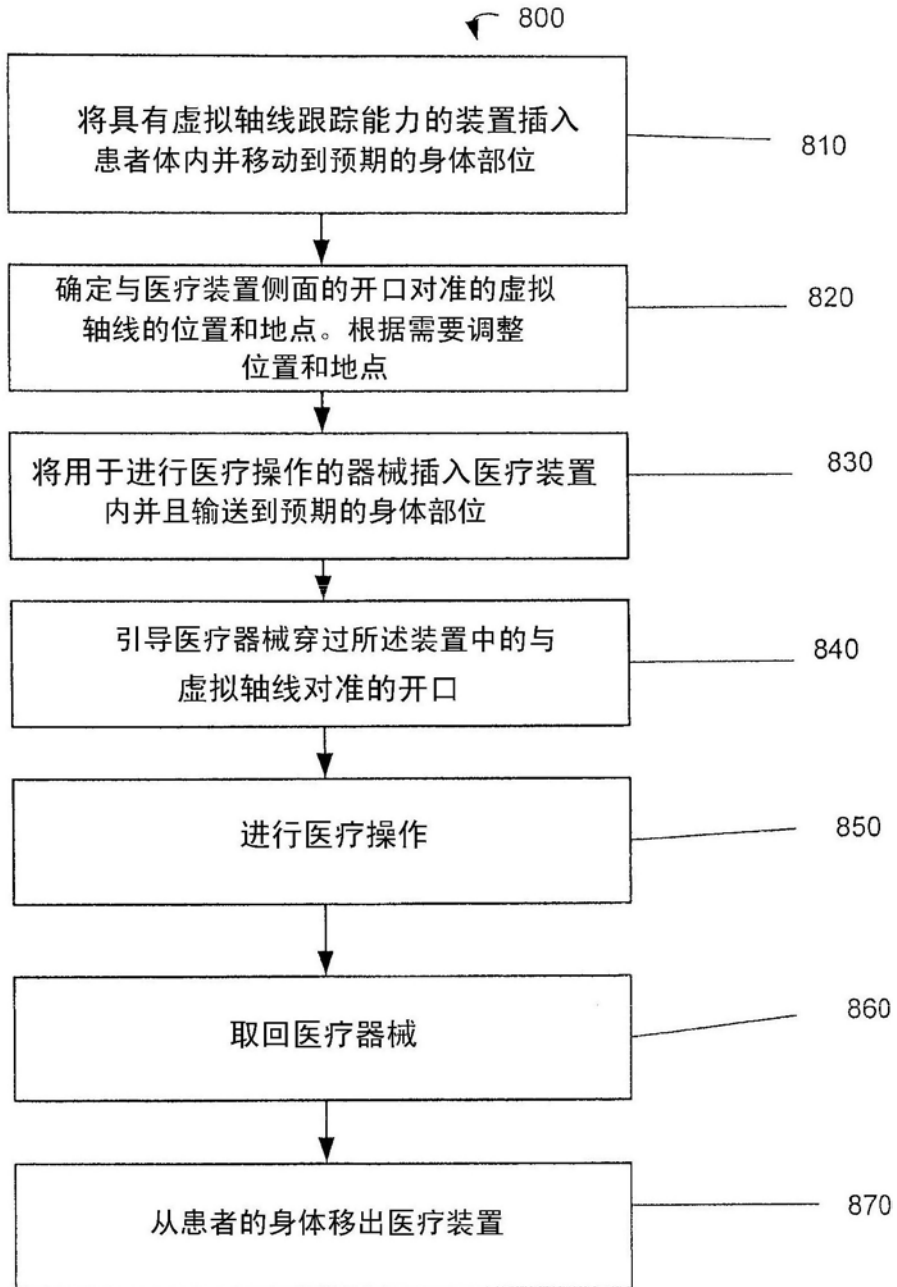 800
将具有虚拟轴线跟踪能力的装置插入
患者体内并移动到预期的身体部位
810
确定与医疗装置侧面的开口对准的虚拟
轴线的位置和地点。根据需要调整
位置和地点
820
将用于进行医疗操作的器械插入医疗装置
内并且输送到预期的身体部位
830
引导医疗器械穿过所述装置中的与
虚拟轴线对准的开口
840
进行医疗操作
850
取回医疗器械
860
从患者的身体移出医疗装置
870